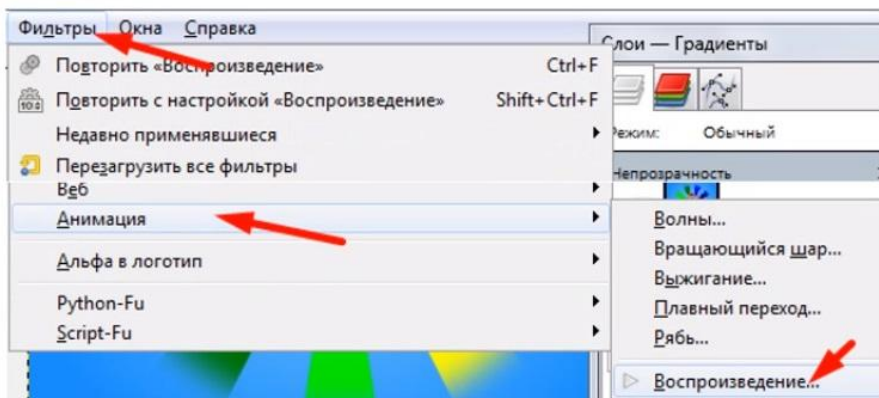 Фильтры Окна Справка
Слои — Градиенты
Повторить «Воспроизведение» Ctrl+F
Повторить с настройкой «Воспроизведение» Shift+Ctrl+F
Режим: Обычный
Недавно применявшиеся
Перезагрузить все фильтры
Непрозрачность
Веб
Анимация
Волны...
Вращающийся шар...
Альфа в логотип
Выжигание...
Python-Fu
Плавный переход...
Script-Fu
Рябь...
Воспроизведение...